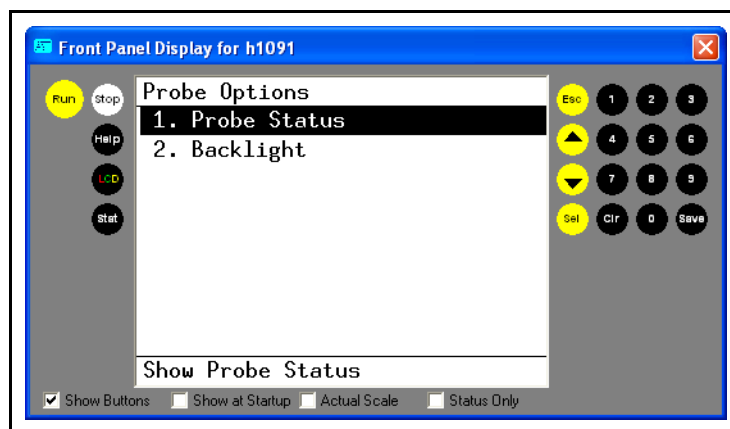 Front Panel Display for h1091
Run Stop Probe Options Esc 1 2 3
1. Probe Status
Help 2. Backlight 4 5 6
LCD 7 8 9
Stat Sel Clr 0 Save
Show Probe Status
Show Buttons Show at Startup Actual Scale Status Only